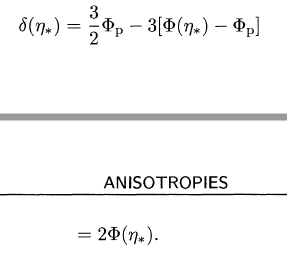 δ(η∗) = 3/2 Φp − 3[Φ(η∗) − Φp]
ANISOTROPIES
= 2Φ(η∗).